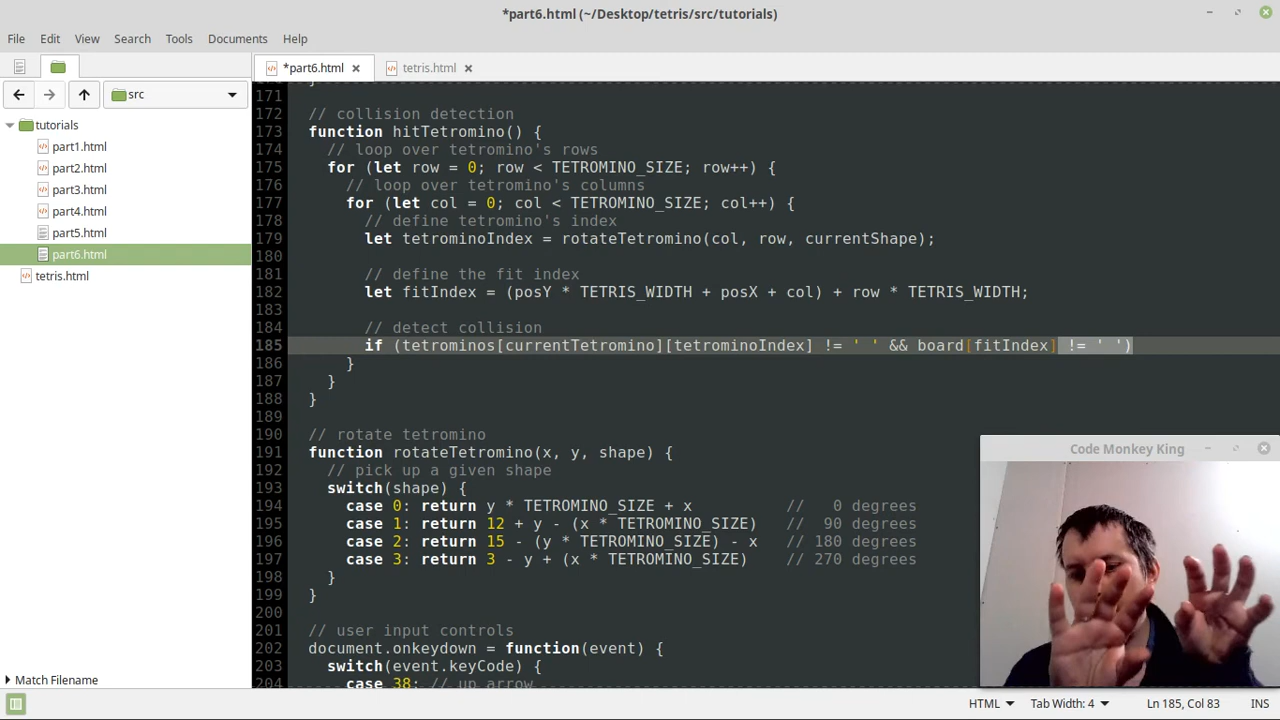 *part6.html (~/Desktop/tetris/src/tutorials)
File Edit View Search Tools Documents Help
*part6.html tetris.html
src
tutorials
part1.html
part2.html
part3.html
part4.html
part5.html
part6.html
tetris.html
Match Filename
171
172 // collision detection
173 function hitTetromino() {
174 // loop over tetromino's rows
175 for (let row = 0; row < TETROMINO_SIZE; row++) {
176 // loop over tetromino's columns
177 for (let col = 0; col < TETROMINO_SIZE; col++) {
178 // define tetromino's index
179 let tetrominoIndex = rotateTetromino(col, row, currentShape);
180
181 // define the fit index
182 let fitIndex = (posY * TETRIS_WIDTH + posX + col) + row * TETRIS_WIDTH;
183
184 // detect collision
185 if (tetrominos[currentTetromino][tetrominoIndex] != ' ' && board[fitIndex] != ' ')
186 }
187 }
188 }
189
190 // rotate tetromino
191 function rotateTetromino(x, y, shape) {
192 // pick up a given shape
193 switch(shape) {
194 case 0: return y * TETROMINO_SIZE + x // 0 degrees
195 case 1: return 12 + y - (x * TETROMINO_SIZE) // 90 degrees
196 case 2: return 15 - (y * TETROMINO_SIZE) - x // 180 degrees
197 case 3: return 3 - y + (x * TETROMINO_SIZE) // 270 degrees
198 }
199 }
200
201 // user input controls
202 document.onkeydown = function(event) {
203 switch(event.keyCode) {
204 case 38: // up arrow
Code Monkey King
HTML Tab Width: 4 Ln 185, Col 83 INS